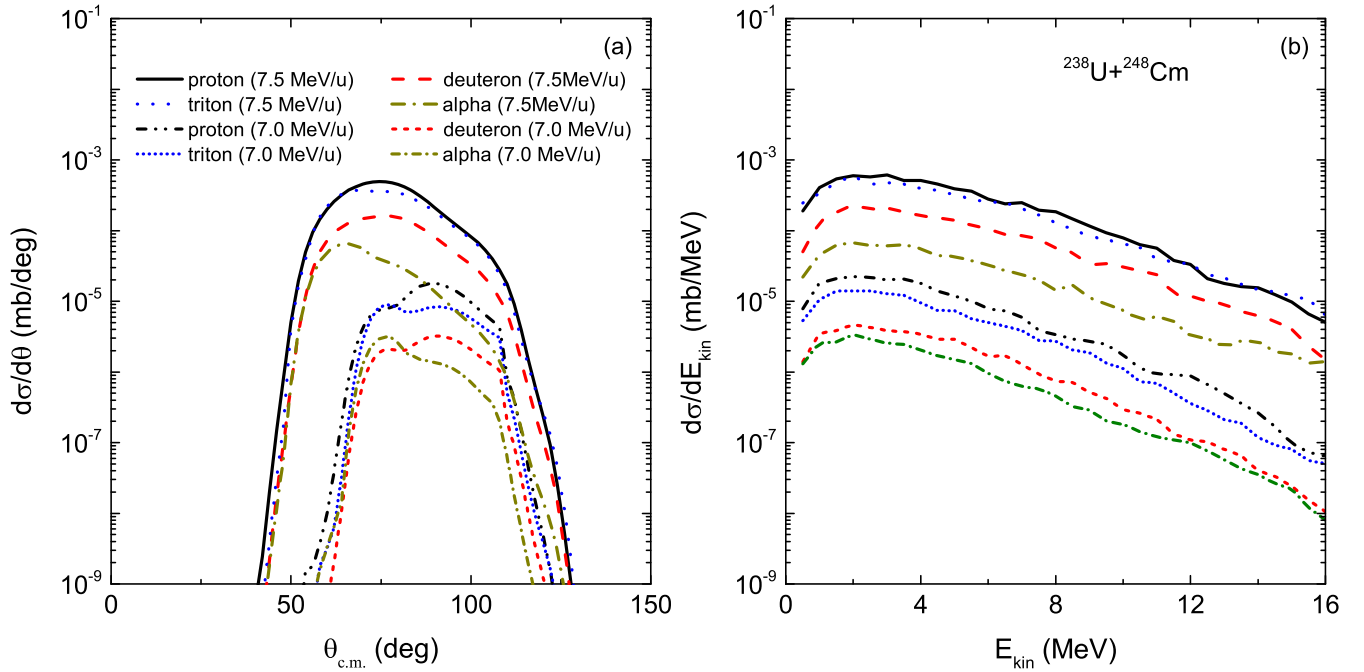 (a)
proton (7.5 MeV/u) deuteron (7.5MeV/u)
triton (7.5 MeV/u) alpha (7.5MeV/u)
proton (7.0 MeV/u) deuteron (7.0 MeV/u)
triton (7.0 MeV/u) alpha (7.0 MeV/u)
10⁻¹
10⁻³
10⁻⁵
10⁻⁷
10⁻⁹
dσ/dθ (mb/deg)
0 50 100 150
θc.m. (deg)
(b)
²³⁸U+²⁴⁸Cm
10⁻¹
10⁻³
10⁻⁵
10⁻⁷
10⁻⁹
dσ/dEkin (mb/MeV)
0 4 8 12 16
Ekin (MeV)